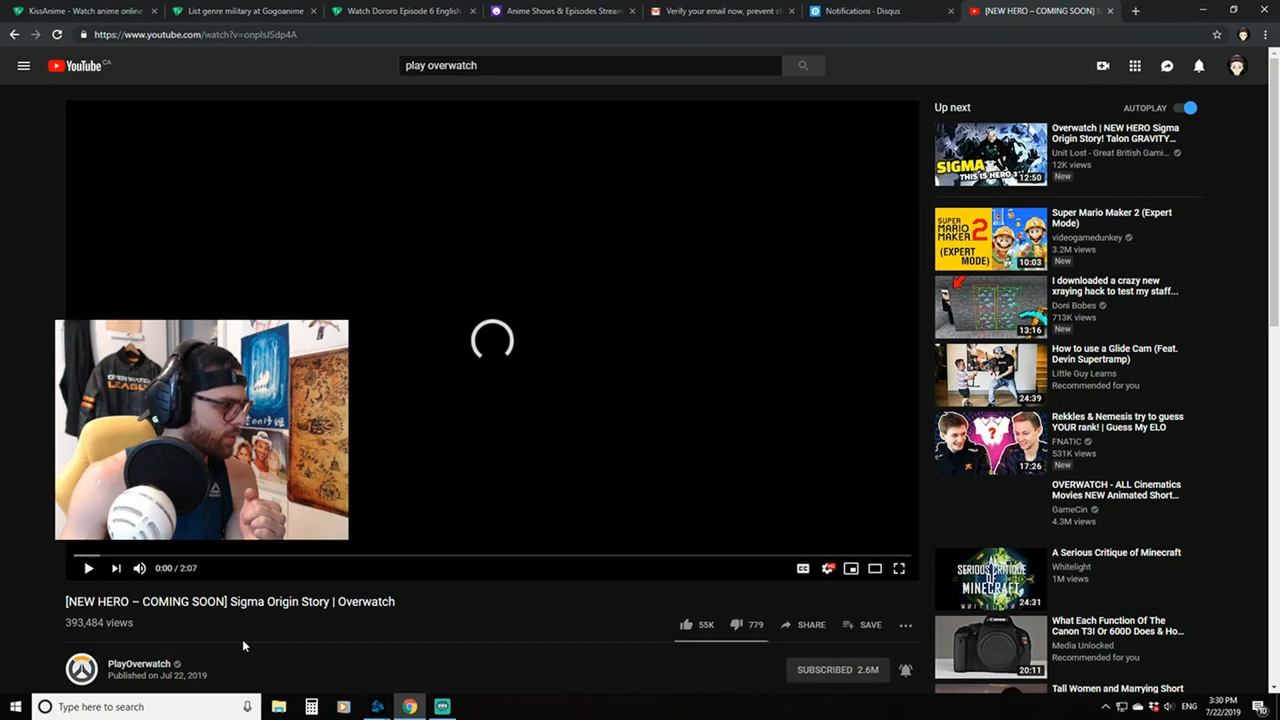 KissAnime - Watch anime online
List genre military at Gogoanime
Watch Dororo Episode 6 English
Anime Shows & Episodes Stream
Verify your email now, prevent s
Notifications - Disqus
[NEW HERO – COMING SOON] S
https://www.youtube.com/watch?v=onplsJSdp4A
YouTube CA
play overwatch
Up next
AUTOPLAY
Overwatch | NEW HERO Sigma
Origin Story! Talon GRAVITY...
Unit Lost - Great British Gami...
12K views
New
SIGMA
12:50
Super Mario Maker 2 (Expert
Mode)
videogamedunkey
3.2M views
New
SUPER
MARIO
MAKER 2
(EXPERT
MODE)
10:03
I downloaded a crazy new
xraying hack to test my staff...
Doni Bobes
713K views
New
13:16
How to use a Glide Cam (Feat.
Devin Supertramp)
Little Guy Learns
Recommended for you
24:39
Rekkles & Nemesis try to guess
YOUR rank! | Guess My ELO
FNATIC
531K views
New
?
17:26
OVERWATCH - ALL Cinematics
Movies NEW Animated Short...
GameCin
4.3M views
A Serious Critique of Minecraft
Whitelight
1M views
A
SERIOUS
CRITIQUE
OF
MINECRAFT
24:31
What Each Function Of The
Canon T3I Or 600D Does & Ho...
Media Unlocked
Recommended for you
20:11
Tall Women and Marrying Short
OVERWATCH
LEAGUE
0:00 / 2:07
[NEW HERO – COMING SOON] Sigma Origin Story | Overwatch
393,484 views
55K
779
SHARE
SAVE
PlayOverwatch
Published on Jul 22, 2019
SUBSCRIBED 2.6M
Type here to search
ENG
3:30 PM
7/22/2019